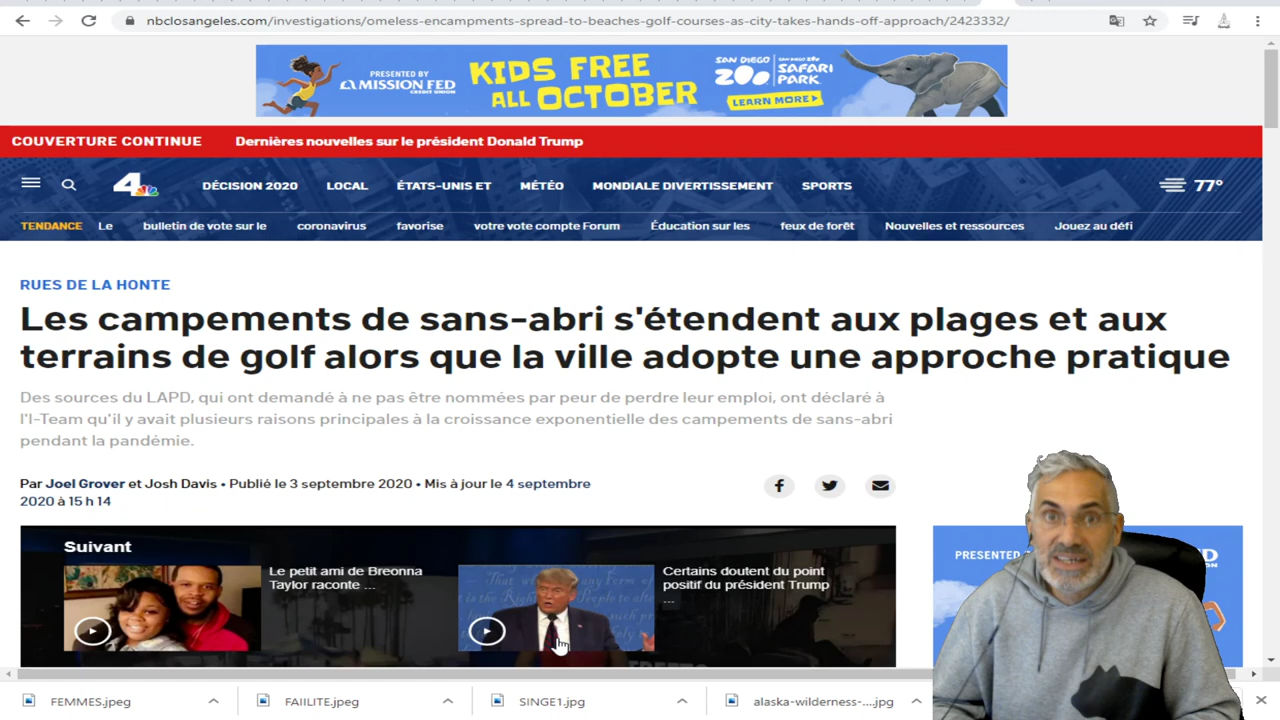 nbclosangeles.com/investigations/omeless-encampments-spread-to-beaches-golf-courses-as-city-takes-hands-off-approach/2423332/
PRESENTED BY
MISSION FED
CREDIT UNION
KIDS FREE
ALL OCTOBER
SAN DIEGO
ZOO
SAN DIEGO ZOO
SAFARI
PARK
LEARN MORE
COUVERTURE CONTINUE Dernières nouvelles sur le président Donald Trump
4 DÉCISION 2020 LOCAL ÉTATS-UNIS ET MÉTÉO MONDIALE DIVERTISSEMENT SPORTS 77°
TENDANCE Le bulletin de vote sur le coronavirus favorise votre vote compte Forum Éducation sur les feux de forêt Nouvelles et ressources Jouez au défi
RUES DE LA HONTE
Les campements de sans-abri s'étendent aux plages et aux
terrains de golf alors que la ville adopte une approche pratique
Des sources du LAPD, qui ont demandé à ne pas être nommées par peur de perdre leur emploi, ont déclaré à
l'I-Team qu'il y avait plusieurs raisons principales à la croissance exponentielle des campements de sans-abri
pendant la pandémie.
Par Joel Grover et Josh Davis • Publié le 3 septembre 2020 • Mis à jour le 4 septembre
2020 à 15 h 14
Suivant
Le petit ami de Breonna
Taylor raconte ...
Certains doutent du point
positif du président Trump
...
PRESENTED
FEMMES.jpeg FAIILITE.jpeg SINGE1.jpg alaska-wilderness-....jpg